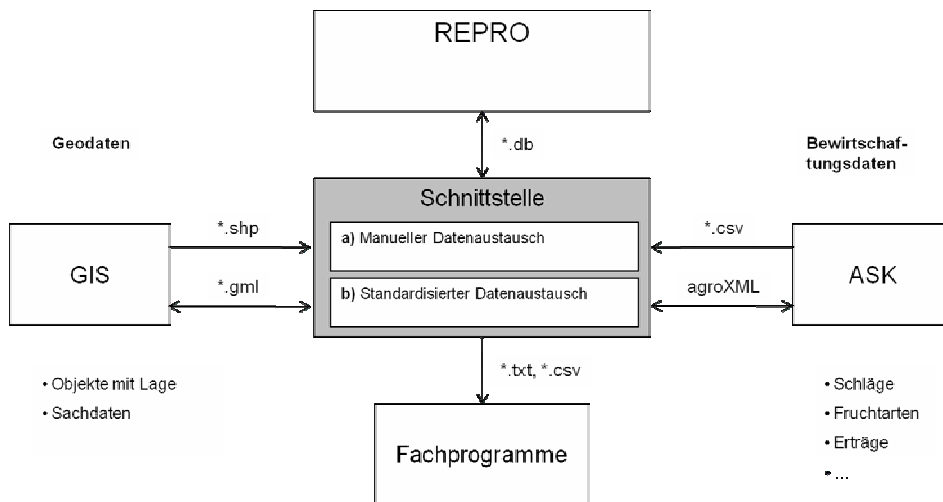 REPRO
Geodaten
*.db
Bewirtschaf-
tungsdaten
Schnittstelle
*.shp
a) Manueller Datenaustausch
*.csv
GIS
ASK
*.gml
b) Standardisierter Datenaustausch
agroXML
• Objekte mit Lage
• Sachdaten
*.txt, *.csv
• Schläge
• Fruchtarten
• Erträge
• ...
Fachprogramme